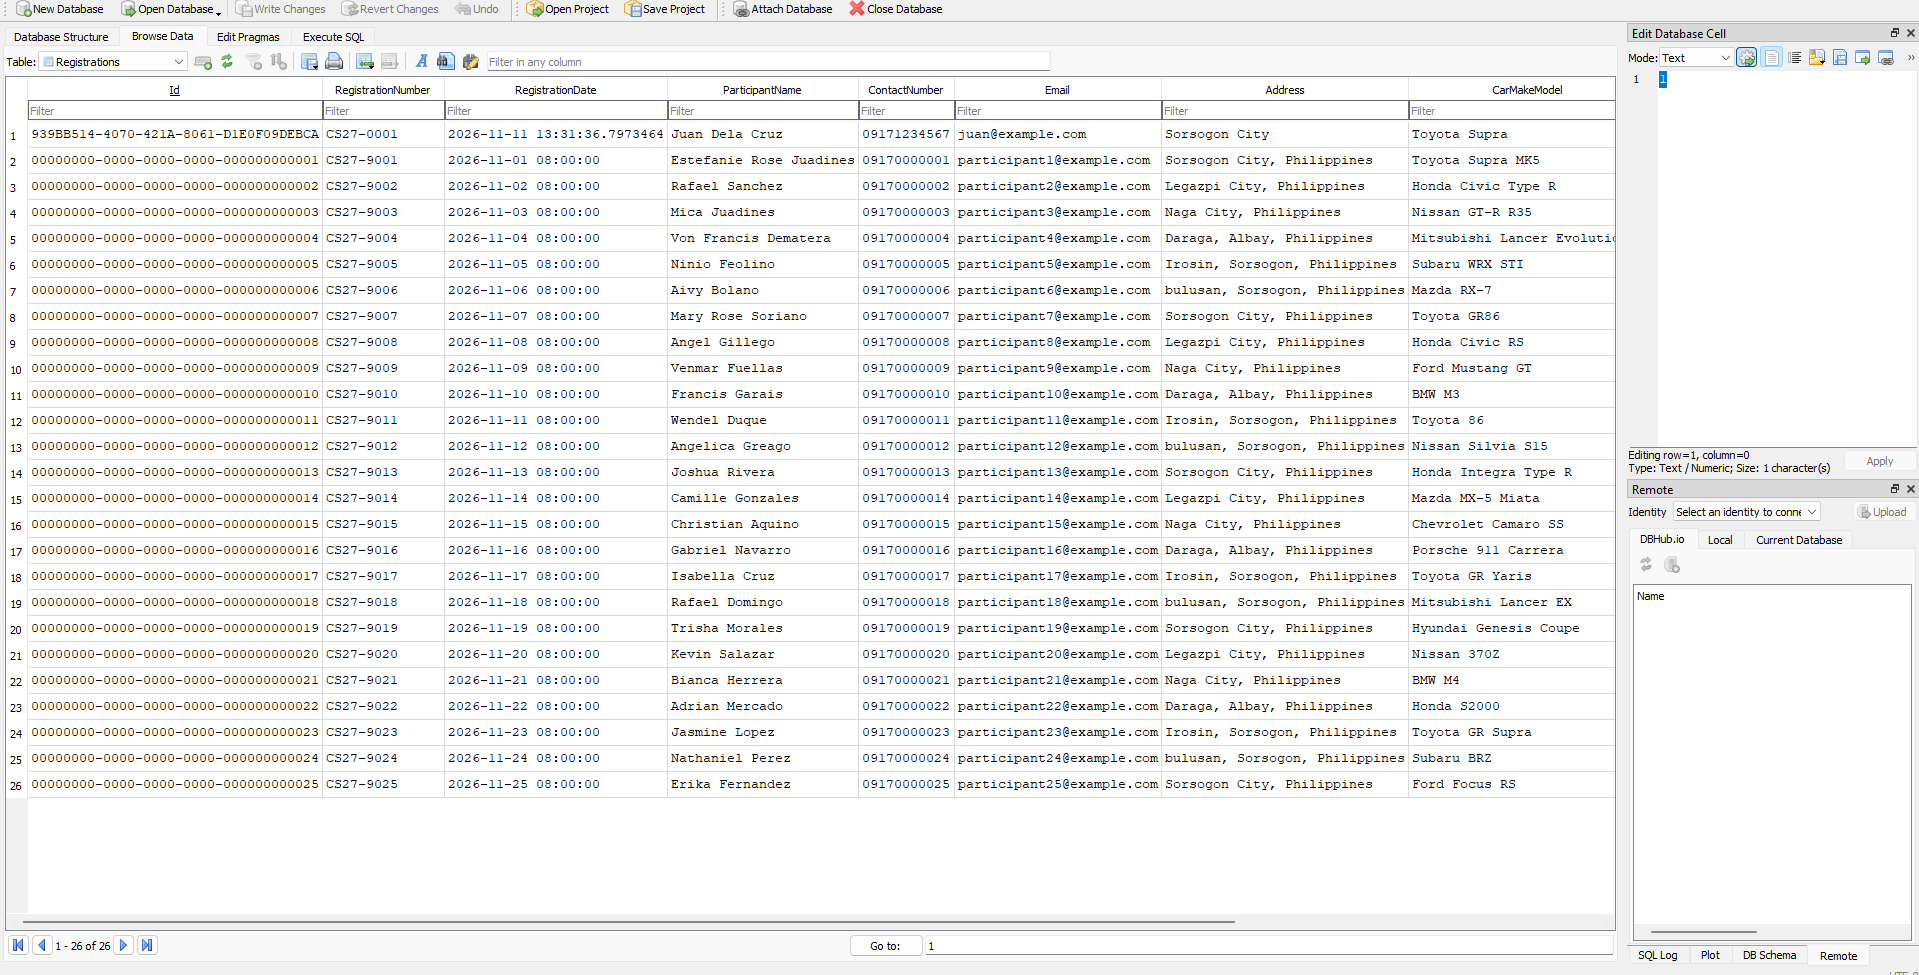 New Database Open Database Write Changes Revert Changes Undo Open Project Save Project Attach Database Close Database
Database Structure Browse Data Edit Pragmas Execute SQL
Table: Registrations Filter in any column
Id RegistrationNumber RegistrationDate ParticipantName ContactNumber Email Address CarMakeModel
Filter Filter Filter Filter Filter Filter Filter Filter
1 939BB514-4070-421A-8061-D1E0F09DEBCA CS27-0001 2026-11-11 13:31:36.7973464 Juan Dela Cruz 09171234567 juan@example.com Sorsogon City Toyota Supra
2 00000000-0000-0000-0000-000000000001 CS27-9001 2026-11-01 08:00:00 Estefanie Rose Juadines 09170000001 participant1@example.com Sorsogon City, Philippines Toyota Supra MK5
3 00000000-0000-0000-0000-000000000002 CS27-9002 2026-11-02 08:00:00 Rafael Sanchez 09170000002 participant2@example.com Legazpi City, Philippines Honda Civic Type R
4 00000000-0000-0000-0000-000000000003 CS27-9003 2026-11-03 08:00:00 Mica Juadines 09170000003 participant3@example.com Naga City, Philippines Nissan GT-R R35
5 00000000-0000-0000-0000-000000000004 CS27-9004 2026-11-04 08:00:00 Von Francis Dematera 09170000004 participant4@example.com Daraga, Albay, Philippines Mitsubishi Lancer Evolutio
6 00000000-0000-0000-0000-000000000005 CS27-9005 2026-11-05 08:00:00 Ninio Feolino 09170000005 participant5@example.com Irosin, Sorsogon, Philippines Subaru WRX STI
7 00000000-0000-0000-0000-000000000006 CS27-9006 2026-11-06 08:00:00 Aivy Bolano 09170000006 participant6@example.com bulusan, Sorsogon, Philippines Mazda RX-7
8 00000000-0000-0000-0000-000000000007 CS27-9007 2026-11-07 08:00:00 Mary Rose Soriano 09170000007 participant7@example.com Sorsogon City, Philippines Toyota GR86
9 00000000-0000-0000-0000-000000000008 CS27-9008 2026-11-08 08:00:00 Angel Gillego 09170000008 participant8@example.com Legazpi City, Philippines Honda Civic RS
10 00000000-0000-0000-0000-000000000009 CS27-9009 2026-11-09 08:00:00 Venmar Fuellas 09170000009 participant9@example.com Naga City, Philippines Ford Mustang GT
11 00000000-0000-0000-0000-000000000010 CS27-9010 2026-11-10 08:00:00 Francis Garais 09170000010 participant10@example.com Daraga, Albay, Philippines BMW M3
12 00000000-0000-0000-0000-000000000011 CS27-9011 2026-11-11 08:00:00 Wendel Duque 09170000011 participant11@example.com Irosin, Sorsogon, Philippines Toyota 86
13 00000000-0000-0000-0000-000000000012 CS27-9012 2026-11-12 08:00:00 Angelica Greago 09170000012 participant12@example.com bulusan, Sorsogon, Philippines Nissan Silvia S15
14 00000000-0000-0000-0000-000000000013 CS27-9013 2026-11-13 08:00:00 Joshua Rivera 09170000013 participant13@example.com Sorsogon City, Philippines Honda Integra Type R
15 00000000-0000-0000-0000-000000000014 CS27-9014 2026-11-14 08:00:00 Camille Gonzales 09170000014 participant14@example.com Legazpi City, Philippines Mazda MX-5 Miata
16 00000000-0000-0000-0000-000000000015 CS27-9015 2026-11-15 08:00:00 Christian Aquino 09170000015 participant15@example.com Naga City, Philippines Chevrolet Camaro SS
17 00000000-0000-0000-0000-000000000016 CS27-9016 2026-11-16 08:00:00 Gabriel Navarro 09170000016 participant16@example.com Daraga, Albay, Philippines Porsche 911 Carrera
18 00000000-0000-0000-0000-000000000017 CS27-9017 2026-11-17 08:00:00 Isabella Cruz 09170000017 participant17@example.com Irosin, Sorsogon, Philippines Toyota GR Yaris
19 00000000-0000-0000-0000-000000000018 CS27-9018 2026-11-18 08:00:00 Rafael Domingo 09170000018 participant18@example.com bulusan, Sorsogon, Philippines Mitsubishi Lancer EX
20 00000000-0000-0000-0000-000000000019 CS27-9019 2026-11-19 08:00:00 Trisha Morales 09170000019 participant19@example.com Sorsogon City, Philippines Hyundai Genesis Coupe
21 00000000-0000-0000-0000-000000000020 CS27-9020 2026-11-20 08:00:00 Kevin Salazar 09170000020 participant20@example.com Legazpi City, Philippines Nissan 370Z
22 00000000-0000-0000-0000-000000000021 CS27-9021 2026-11-21 08:00:00 Bianca Herrera 09170000021 participant21@example.com Naga City, Philippines BMW M4
23 00000000-0000-0000-0000-000000000022 CS27-9022 2026-11-22 08:00:00 Adrian Mercado 09170000022 participant22@example.com Daraga, Albay, Philippines Honda S2000
24 00000000-0000-0000-0000-000000000023 CS27-9023 2026-11-23 08:00:00 Jasmine Lopez 09170000023 participant23@example.com Irosin, Sorsogon, Philippines Toyota GR Supra
25 00000000-0000-0000-0000-000000000024 CS27-9024 2026-11-24 08:00:00 Nathaniel Perez 09170000024 participant24@example.com bulusan, Sorsogon, Philippines Subaru BRZ
26 00000000-0000-0000-0000-000000000025 CS27-9025 2026-11-25 08:00:00 Erika Fernandez 09170000025 participant25@example.com Sorsogon City, Philippines Ford Focus RS
1 - 26 of 26 Go to: 1
Edit Database Cell
Mode: Text
1 1
Editing row=1, column=0
Type: Text / Numeric; Size: 1 character(s) Apply
Remote
Identity Select an identity to conne Upload
DBHub.io Local Current Database
Name
SQL Log Plot DB Schema Remote